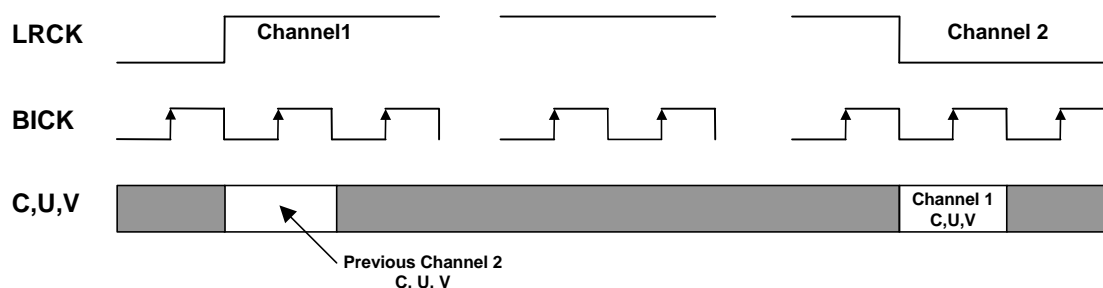 LRCK
Channel1
Channel 2
BICK
C,U,V
Channel 1
C,U,V
Previous Channel 2
C, U, V